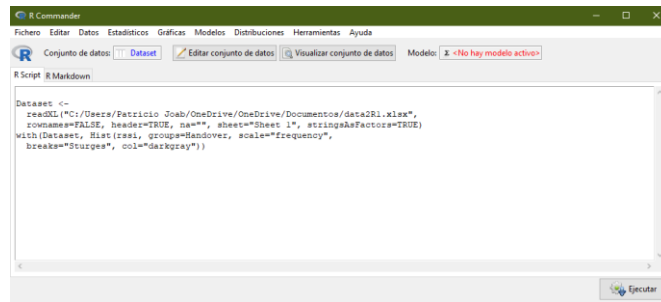 R Commander
Fichero Editar Datos Estadísticos Gráficas Modelos Distribuciones Herramientas Ayuda
R Conjunto de datos: Dataset Editar conjunto de datos Visualizar conjunto de datos Modelo: Σ <No hay modelo activo>
R Script R Markdown
Dataset <-
  readXL("C:/Users/Patricio Joab/OneDrive/OneDrive/Documentos/data2R1.xlsx",
  rownames=FALSE, header=TRUE, na="", sheet="Sheet 1", stringsAsFactors=TRUE)
with(Dataset, Hist(rssi, groups=Handover, scale="frequency",
  breaks="Sturges", col="darkgray"))
Ejecutar